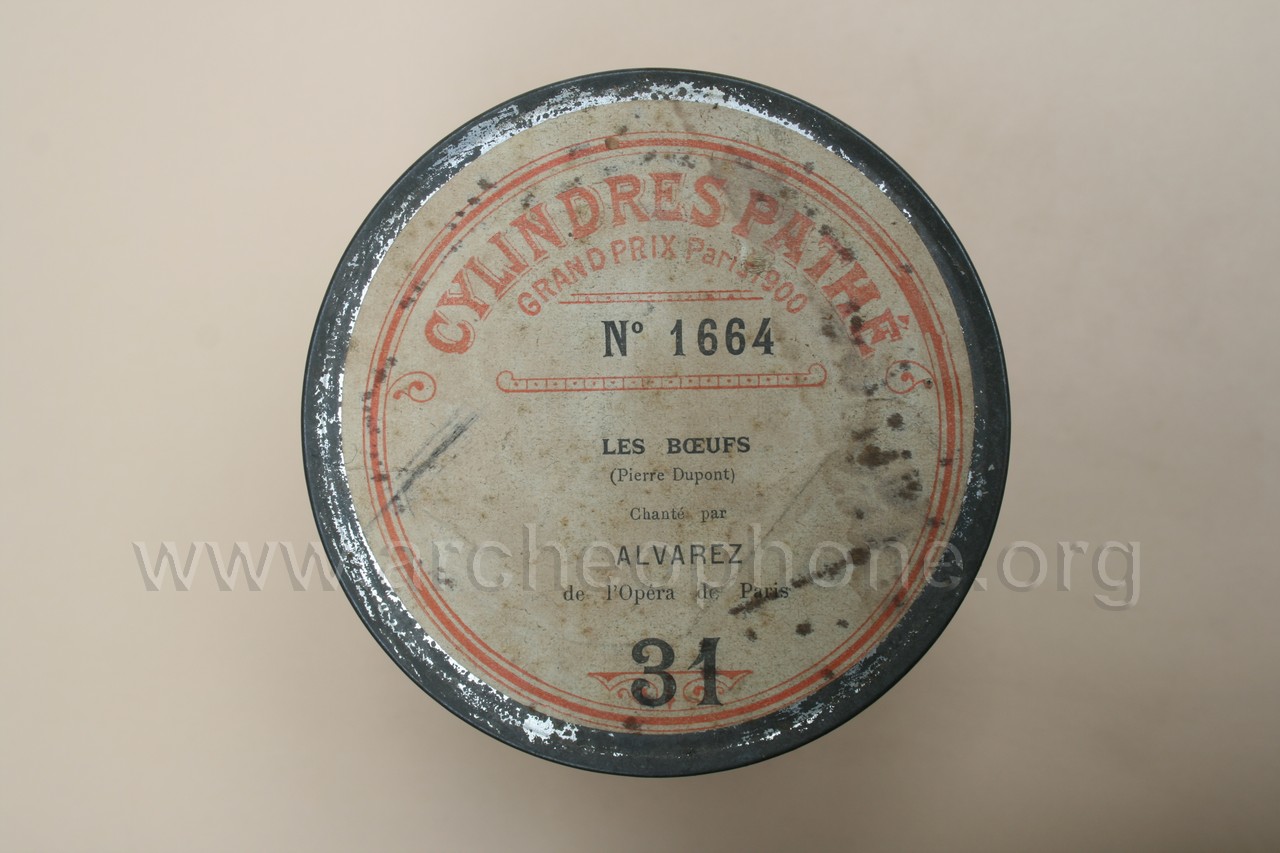 CYLINDRES PATHÉ
GRAND PRIX Paris 1900
Nº 1664
LES BŒUFS
(Pierre Dupont)
Chanté par
ALVAREZ
www.archeophone.org
de l'Opéra de Paris
31